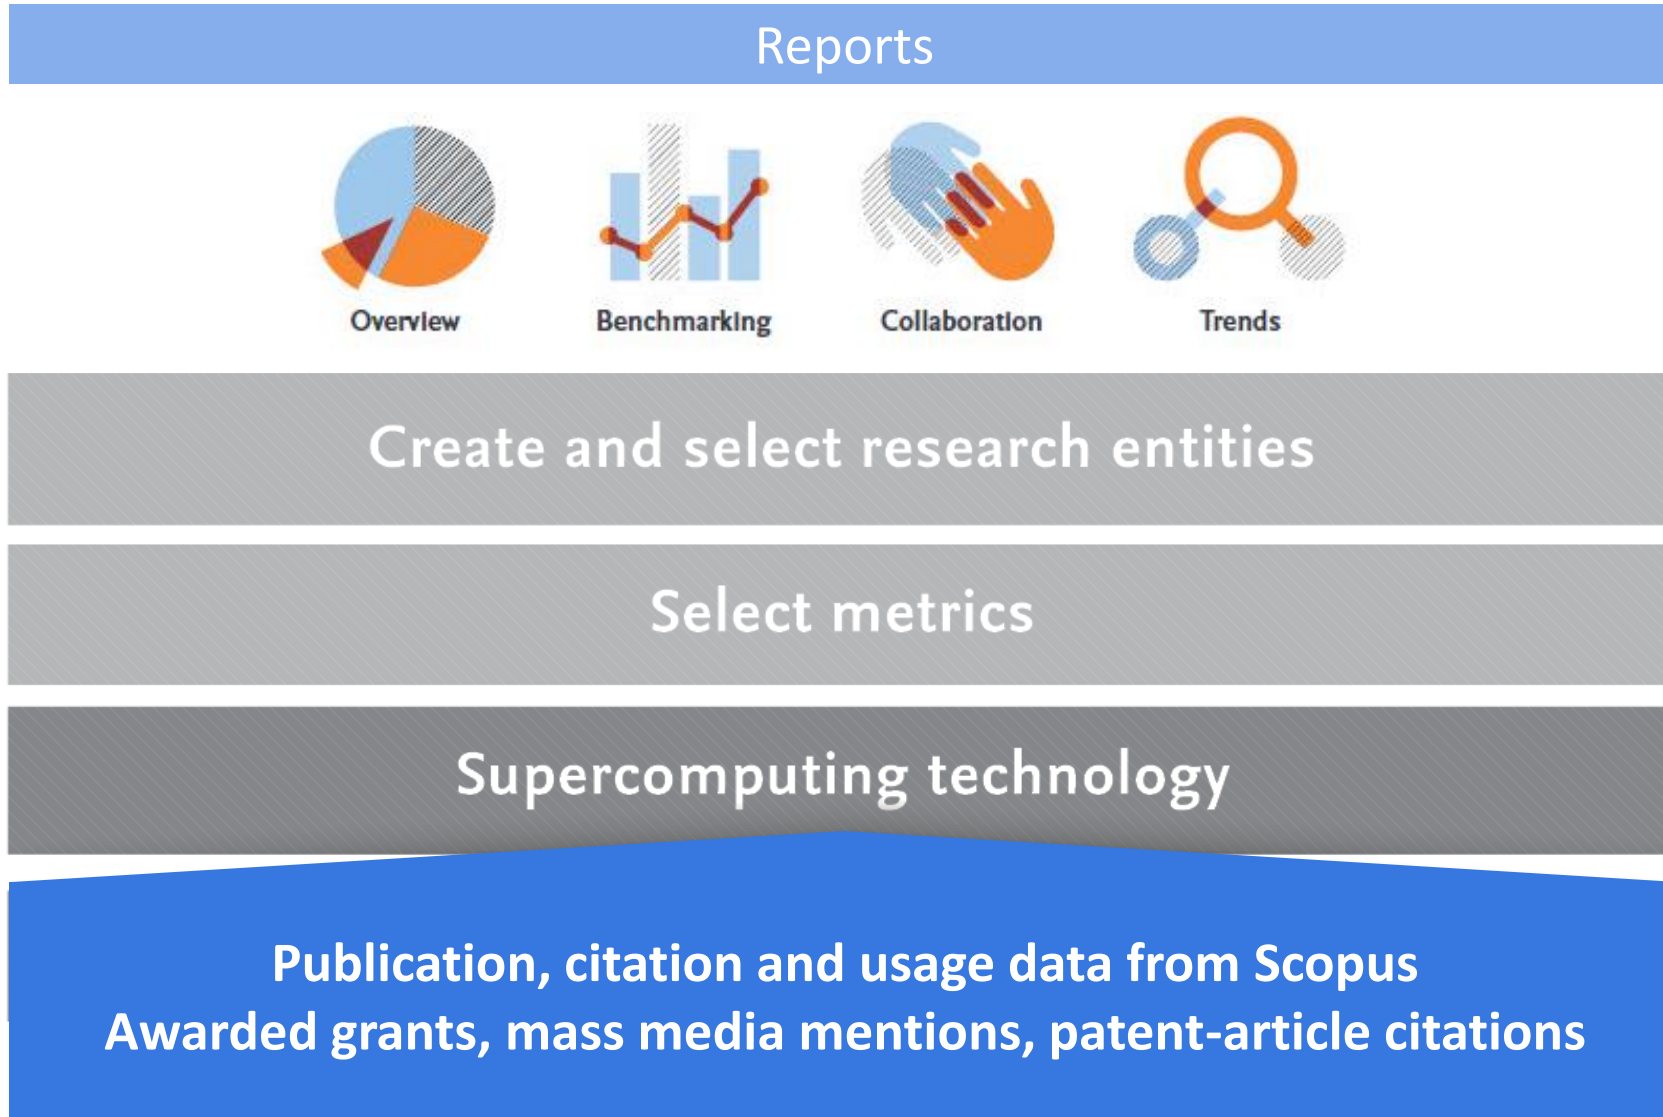 Reports
Overview
Benchmarking
Collaboration
Trends
Create and select research entities
Select metrics
Supercomputing technology
Publication, citation and usage data from Scopus
Awarded grants, mass media mentions, patent-article citations